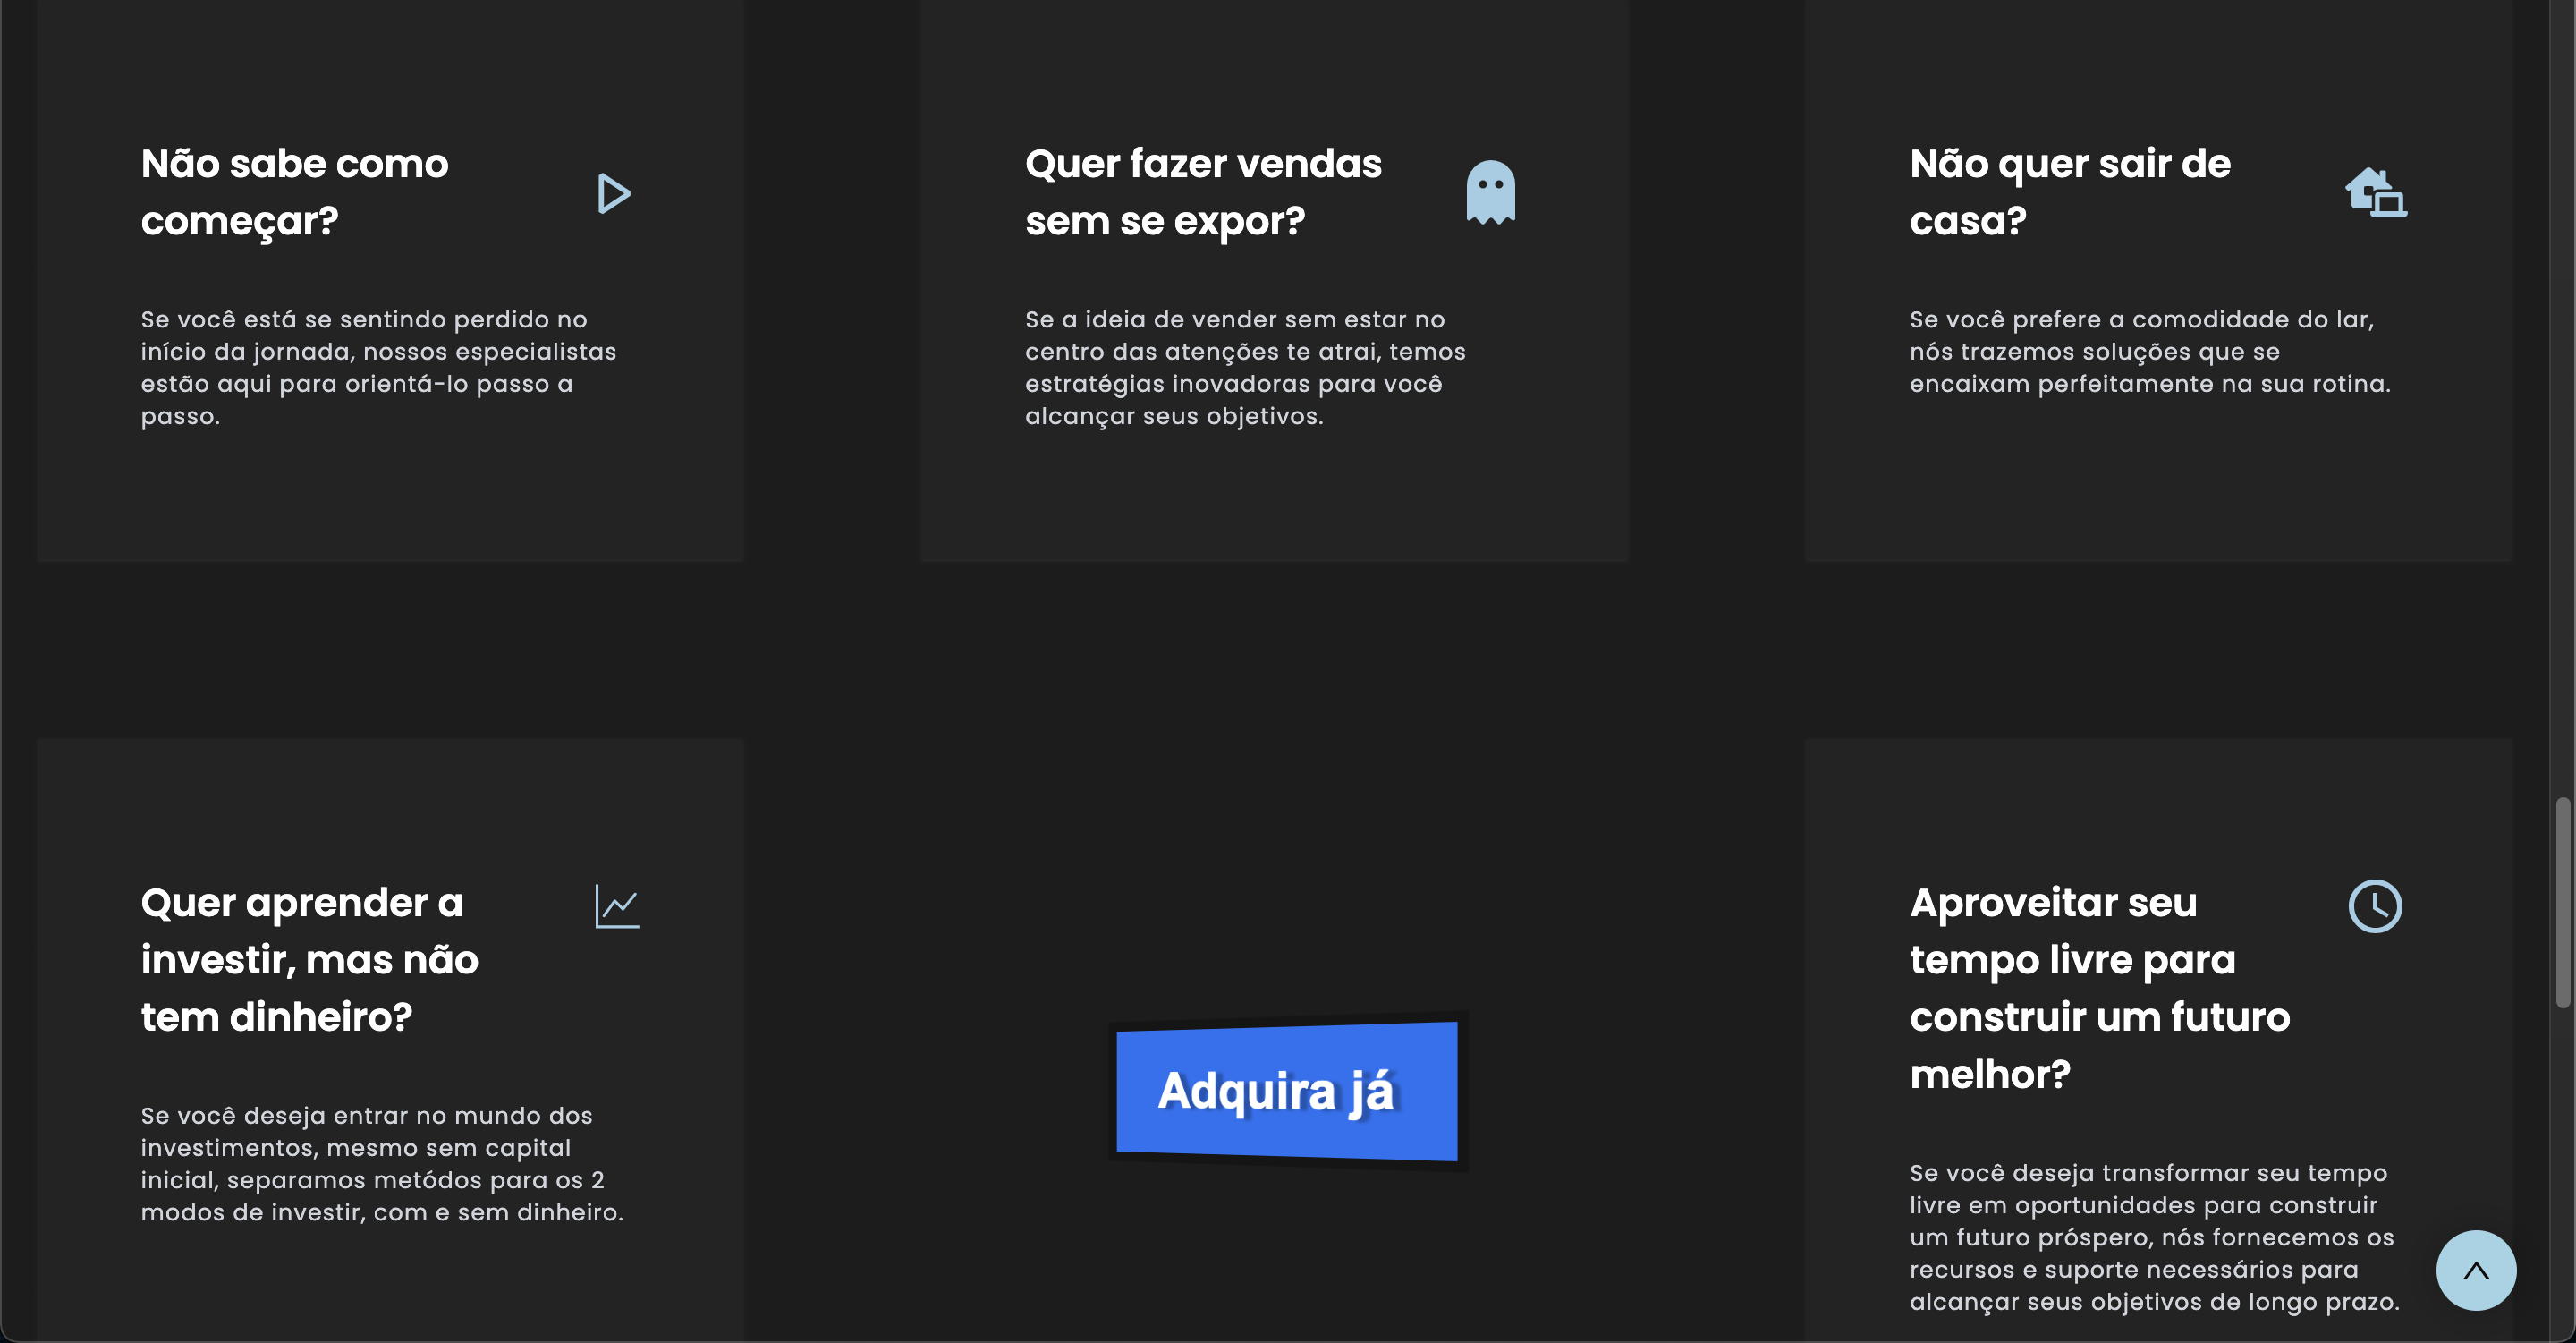 Não sabe como
começar?
Se você está se sentindo perdido no
início da jornada, nossos especialistas
estão aqui para orientá-lo passo a
passo.
Quer fazer vendas
sem se expor?
Se a ideia de vender sem estar no
centro das atenções te atrai, temos
estratégias inovadoras para você
alcançar seus objetivos.
Não quer sair de
casa?
Se você prefere a comodidade do lar,
nós trazemos soluções que se
encaixam perfeitamente na sua rotina.
Quer aprender a
investir, mas não
tem dinheiro?
Se você deseja entrar no mundo dos
investimentos, mesmo sem capital
inicial, separamos metódos para os 2
modos de investir, com e sem dinheiro.
Adquira já
Aproveitar seu
tempo livre para
construir um futuro
melhor?
Se você deseja transformar seu tempo
livre em oportunidades para construir
um futuro próspero, nós fornecemos os
recursos e suporte necessários para
alcançar seus objetivos de longo prazo.